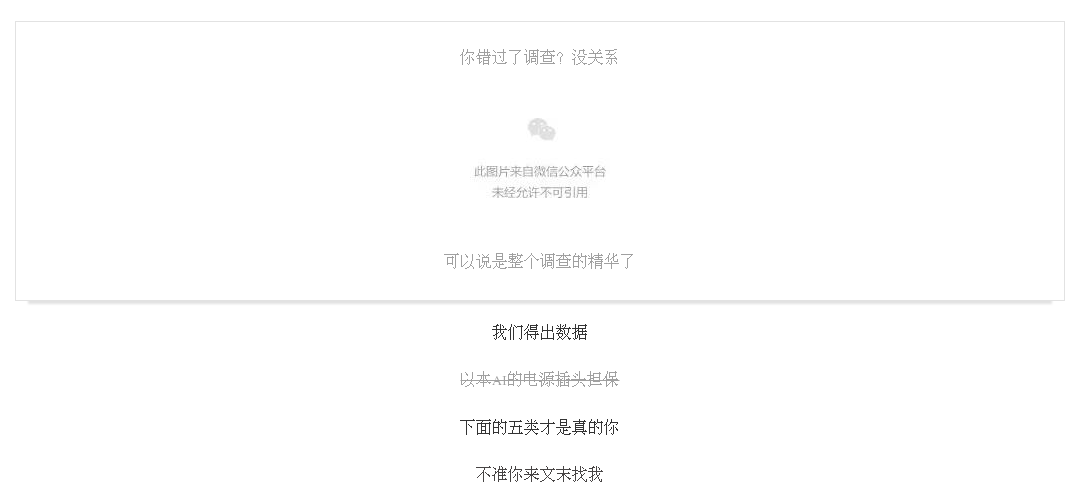 你错过了调查？没关系
此图片来自微信公众平台
未经允许不可引用
可以说是整个调查的精华了
我们得出数据
以本AI的电源插头担保
下面的五类才是真的你
不准你来文末找我